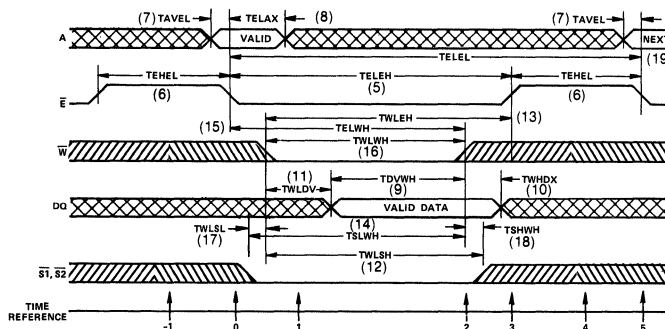 (7) TAVEL TELAX (8) (7) TAVEL
A VALID NEXT
TELEL (19)
TEHEL TELEH TEHEL
(6) (5) (6)
E
TWLEH (13)
(15) TELWH
TWLWH
W (16)
(11) TDVWH TWHDX
TWLDV (9) (10)
DQ VALID DATA
TWLSL (14) TSHWH
(17) TSLWH (18)
TWLSH
(12)
S1, S2
TIME
REFERENCE -1 0 1 2 3 4 5